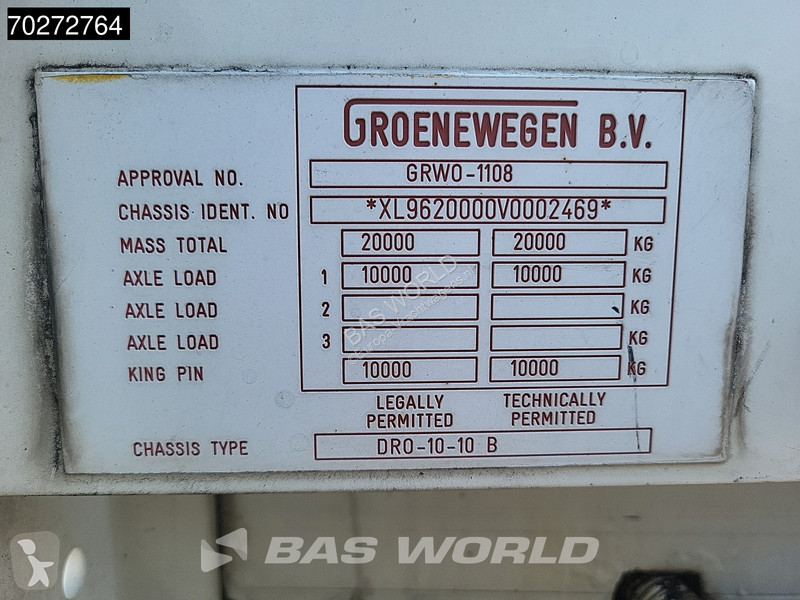 70272764
GROENEWEGEN B.V.
APPROVAL NO. GRWO-1108
CHASSIS IDENT. NO *XL9620000V0002469*
MASS TOTAL 20000 20000 KG
AXLE LOAD 1 10000 10000 KG
AXLE LOAD 2 KG
AXLE LOAD 3 KG
KING PIN 10000 10000 KG
LEGALLY PERMITTED TECHNICALLY PERMITTED
CHASSIS TYPE DRO-10-10 B
BAS WORLD
BAS WORLD